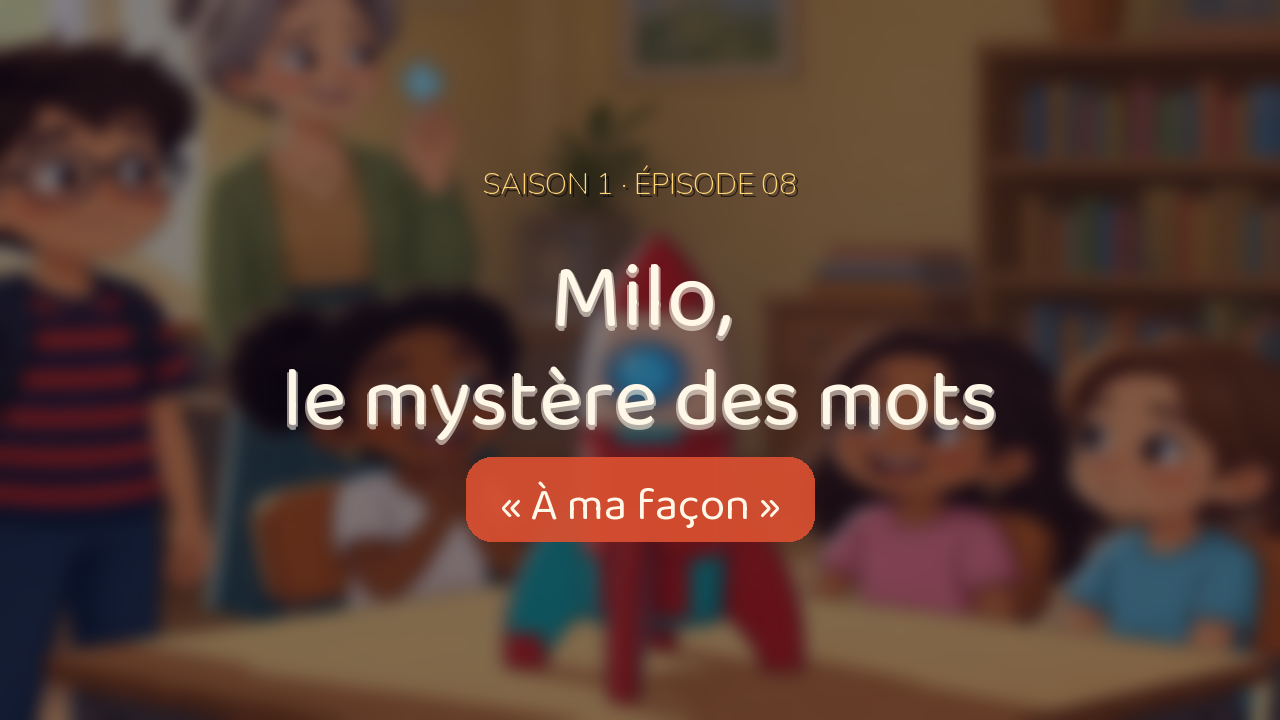 SAISON 1 · ÉPISODE 08
Milo,
le mystère des mots
« À ma façon »